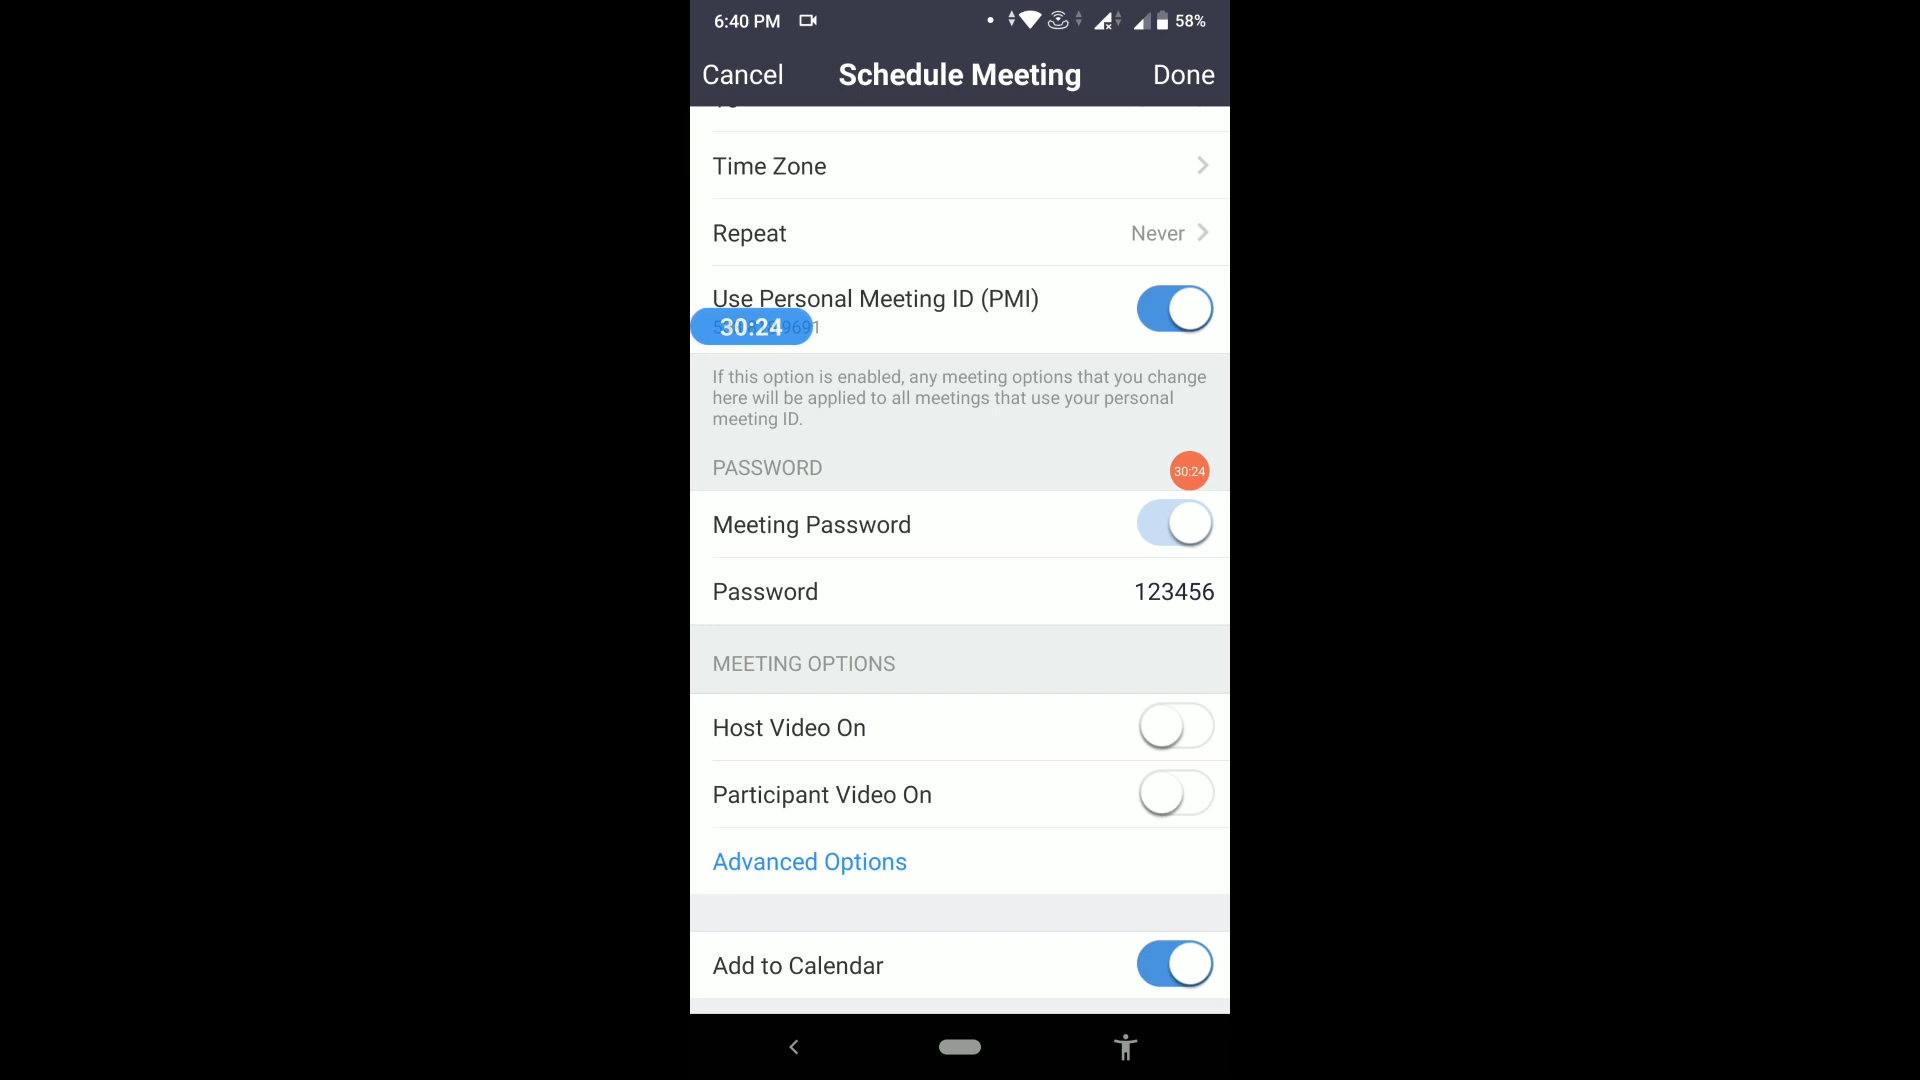 6:40 PM
58%
Cancel
Schedule Meeting
Done
Time Zone
Repeat
Never
Use Personal Meeting ID (PMI)
30:24
If this option is enabled, any meeting options that you change
here will be applied to all meetings that use your personal
meeting ID.
PASSWORD
30:24
Meeting Password
Password
123456
MEETING OPTIONS
Host Video On
Participant Video On
Advanced Options
Add to Calendar